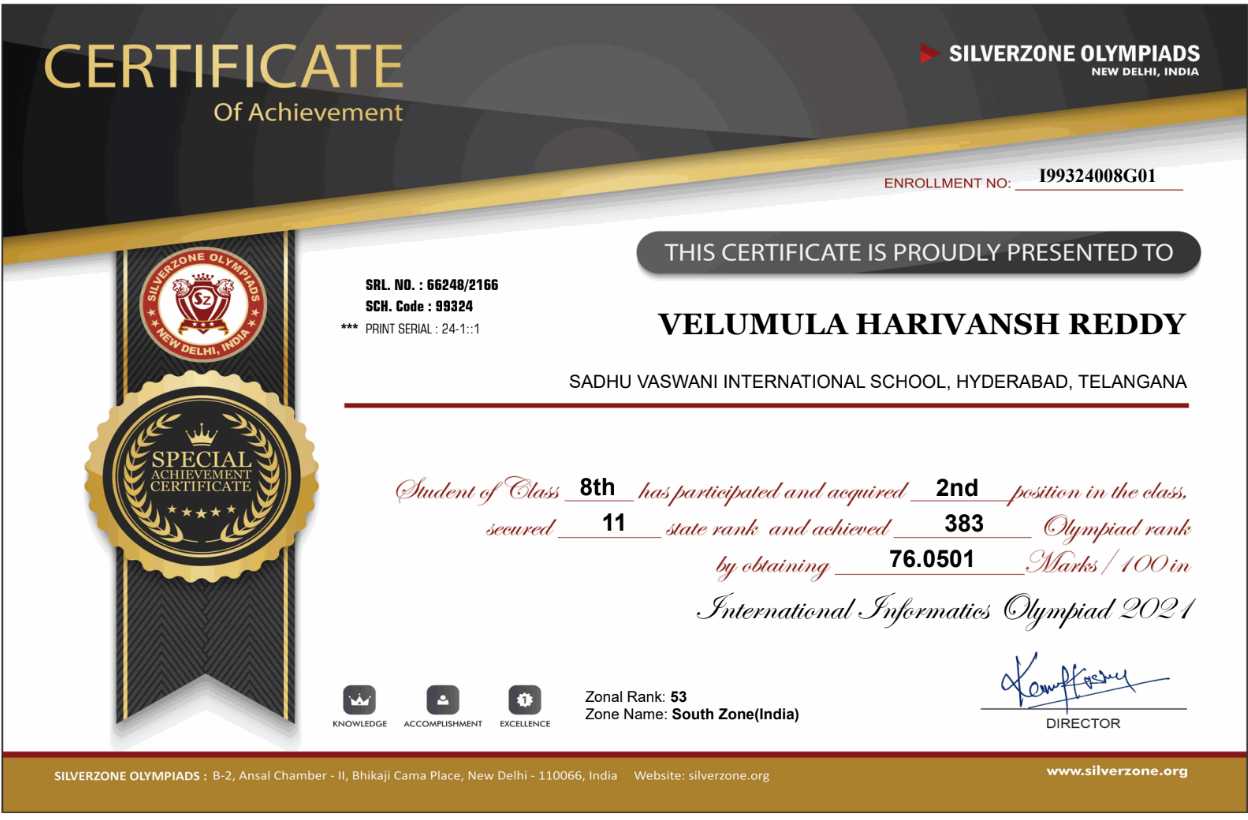 CERTIFICATE
Of Achievement
SILVERZONE OLYMPIADS
NEW DELHI, INDIA
ENROLLMENT NO: I99324008G01
THIS CERTIFICATE IS PROUDLY PRESENTED TO
SILVERZONE OLYMPIADS
SZ
NEW DELHI, INDIA
SRL. NO. : 66248/2166
SCH. Code : 99324
*** PRINT SERIAL : 24-1::1
VELUMULA HARIVANSH REDDY
SADHU VASWANI INTERNATIONAL SCHOOL, HYDERABAD, TELANGANA
SPECIAL
ACHIEVEMENT
CERTIFICATE
Student of Class 8th has participated and acquired 2nd position in the class,
secured 11 state rank and achieved 383 Olympiad rank
by obtaining 76.0501 Marks / 100 in
International Informatics Olympiad 2021
KNOWLEDGE ACCOMPLISHMENT EXCELLENCE
1
Zonal Rank: 53
Zone Name: South Zone(India)
DIRECTOR
SILVERZONE OLYMPIADS : B-2, Ansal Chamber - II, Bhikaji Cama Place, New Delhi - 110066, India Website: silverzone.org
www.silverzone.org